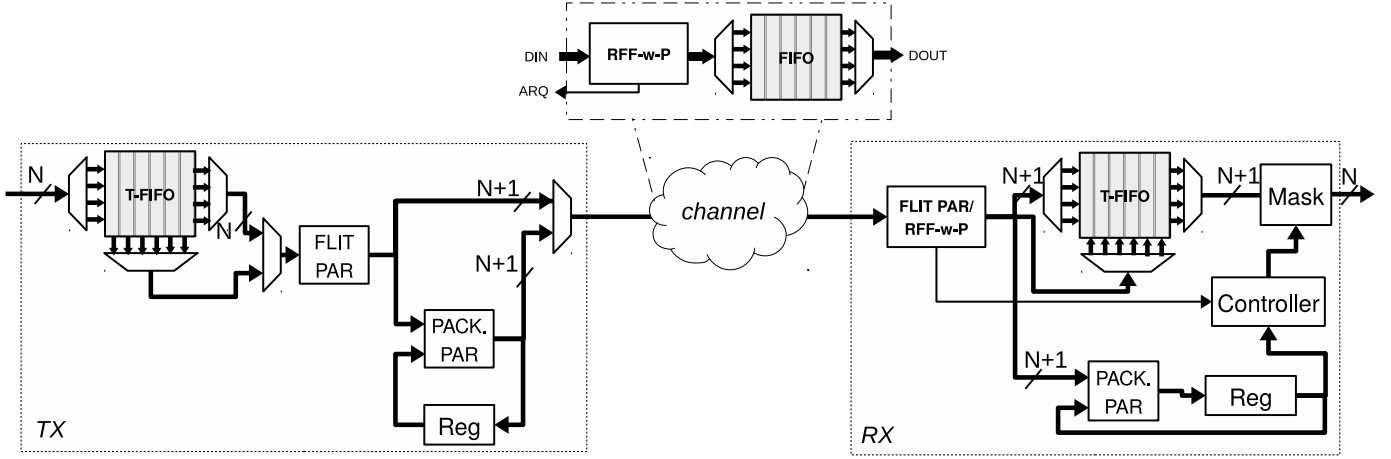 DIN
RFF-w-P
FIFO
DOUT
ARQ
N
T-FIFO
N
FLIT
PAR
N+1
N+1
PACK.
PAR
Reg
TX
channel
FLIT PAR/
RFF-w-P
N+1
T-FIFO
N+1
Mask
N
Controller
N+1
PACK.
PAR
Reg
RX